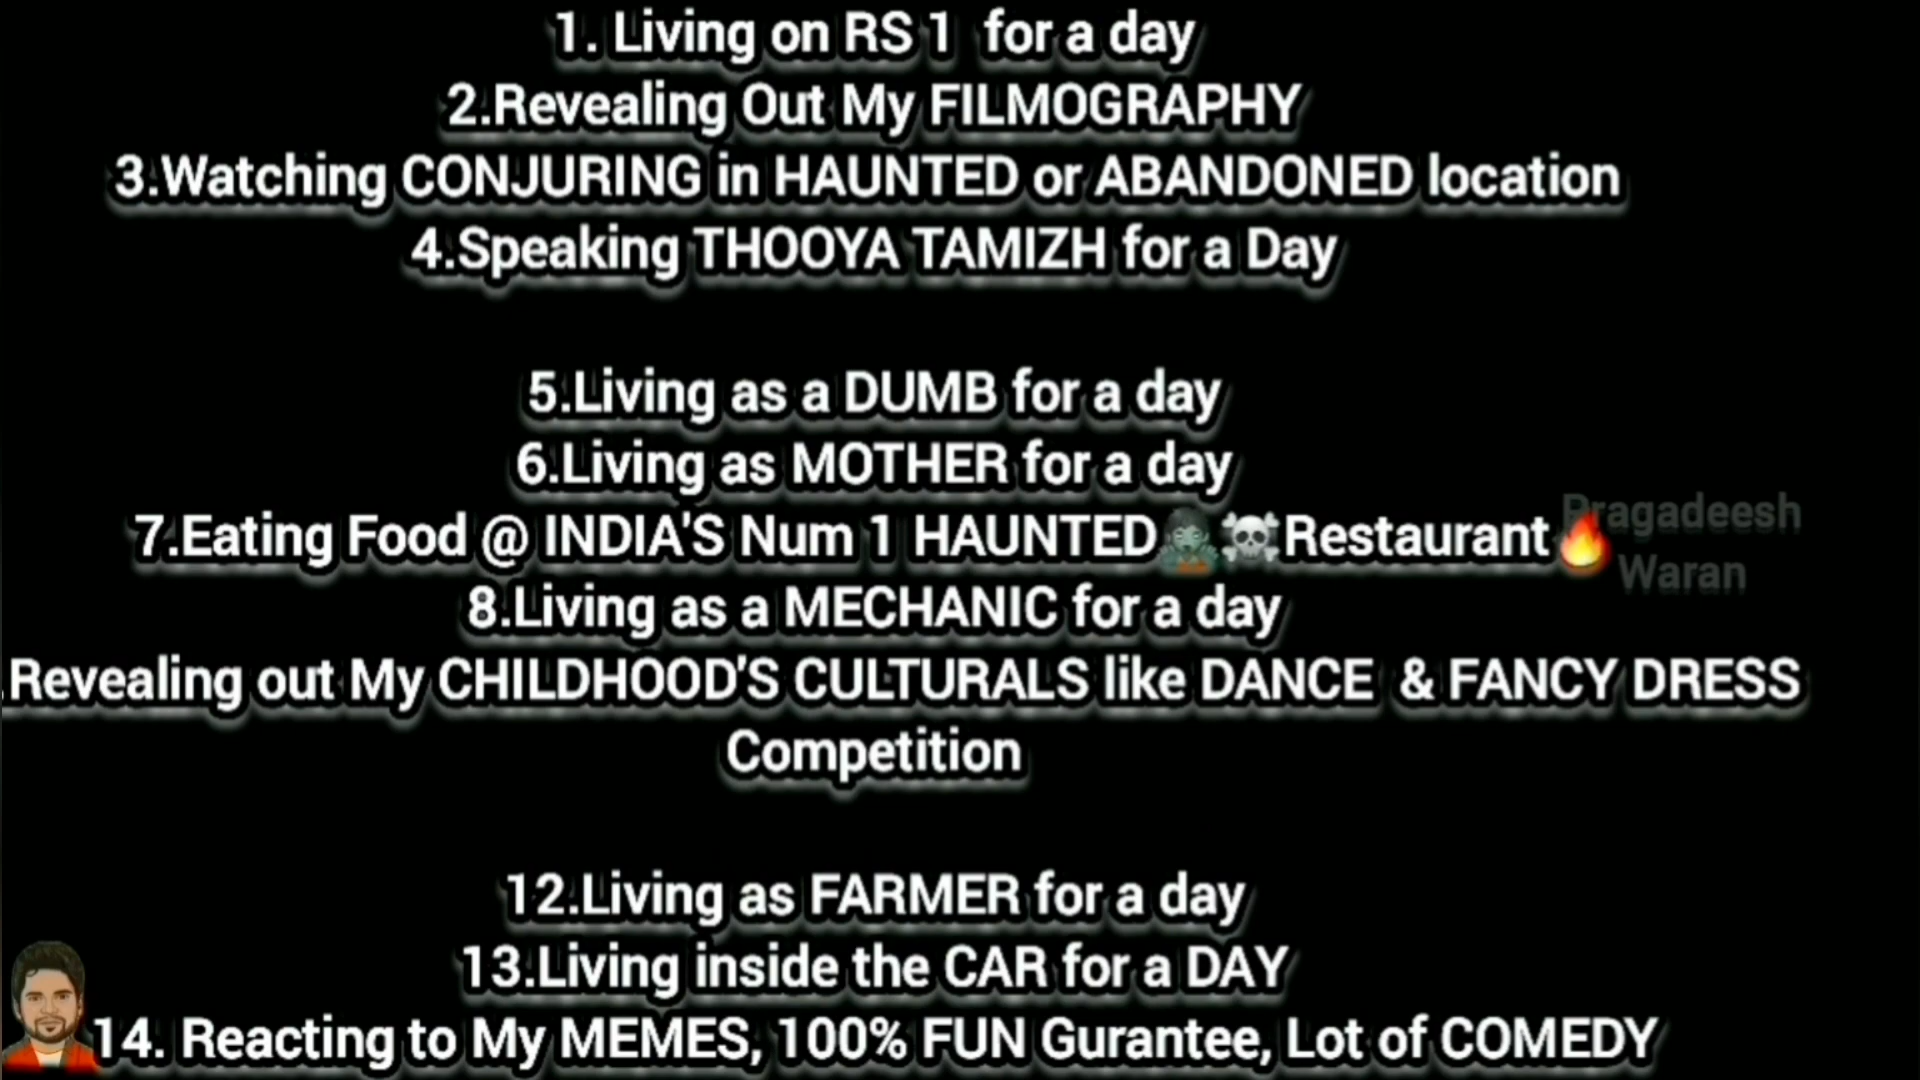 1. Living on RS 1 for a day
2.Revealing Out My FILMOGRAPHY
3.Watching CONJURING in HAUNTED or ABANDONED location
4.Speaking THOOYA TAMIZH for a Day
5.Living as a DUMB for a day
6.Living as MOTHER for a day
7.Eating Food @ INDIA'S Num 1 HAUNTED🧟☠️Restaurant🔥
Pragadeesh
Waran
8.Living as a MECHANIC for a day
.Revealing out My CHILDHOOD'S CULTURALS like DANCE & FANCY DRESS
Competition
12.Living as FARMER for a day
13.Living inside the CAR for a DAY
14. Reacting to My MEMES, 100% FUN Gurantee, Lot of COMEDY